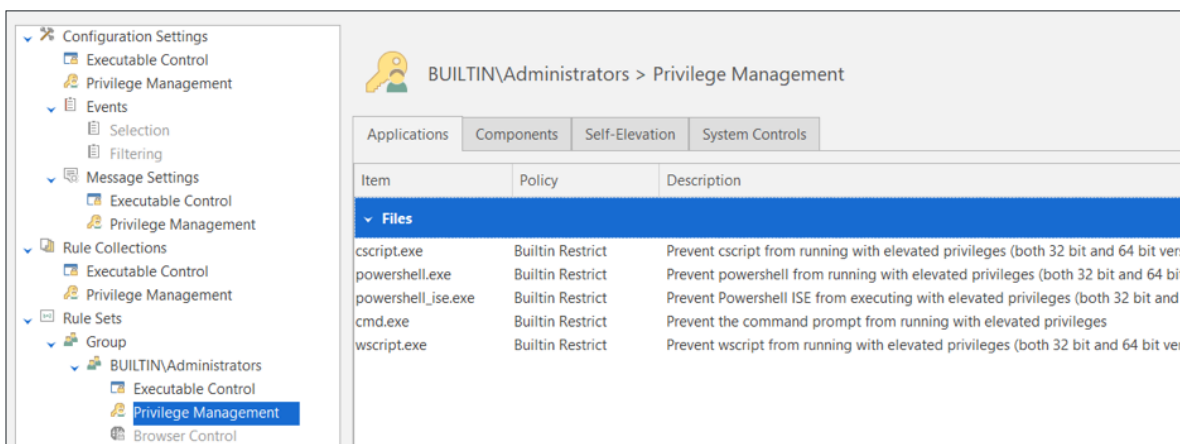 Configuration Settings
Executable Control
Privilege Management
Events
Selection
Filtering
Message Settings
Executable Control
Privilege Management
Rule Collections
Executable Control
Privilege Management
Rule Sets
Group
BUILTIN\Administrators
Executable Control
Privilege Management
Browser Control
BUILTIN\Administrators > Privilege Management
Applications Components Self-Elevation System Controls
Item Policy Description
Files
cscript.exe Builtin Restrict Prevent cscript from running with elevated privileges (both 32 bit and 64 bit ver
powershell.exe Builtin Restrict Prevent powershell from running with elevated privileges (both 32 bit and 64 bi
powershell_ise.exe Builtin Restrict Prevent Powershell ISE from executing with elevated privileges (both 32 bit and
cmd.exe Builtin Restrict Prevent the command prompt from running with elevated privileges
wscript.exe Builtin Restrict Prevent wscript from running with elevated privileges (both 32 bit and 64 bit ver